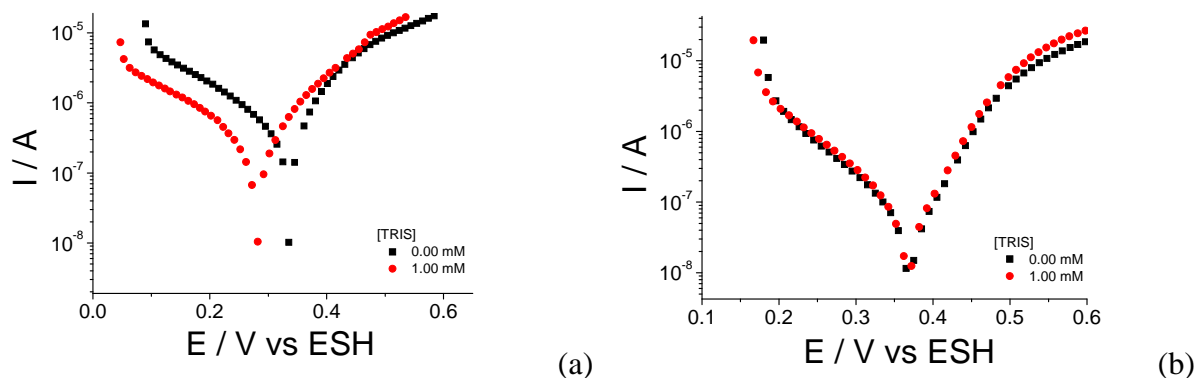 10^-5
10^-6
10^-7
10^-8
I / A
0.0 0.2 0.4 0.6
E / V vs ESH
[TRIS]
0.00 mM
1.00 mM
(a)
10^-5
10^-6
10^-7
10^-8
I / A
0.1 0.2 0.3 0.4 0.5 0.6
E / V vs ESH
[TRIS]
0.00 mM
1.00 mM
(b)